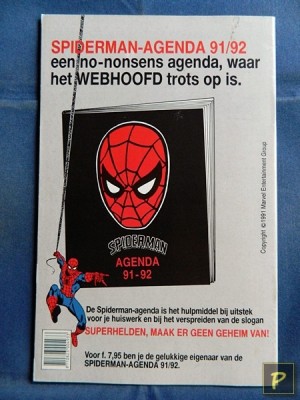 SPIDERMAN-AGENDA 91/92
een no-nonsens agenda, waar
het WEBHOOFD trots op is.
SPIDERMAN
AGENDA
91-92
Copyright © 1991 Marvel Entertainment Group
De Spiderman-agenda is het hulpmiddel bij uitstek
voor je huiswerk en bij het verspreiden van de slogan
SUPERHELDEN, MAAK ER GEEN GEHEIM VAN!
Voor f. 7,95 ben je de gelukkige eigenaar van de
SPIDERMAN-AGENDA 91/92.
P